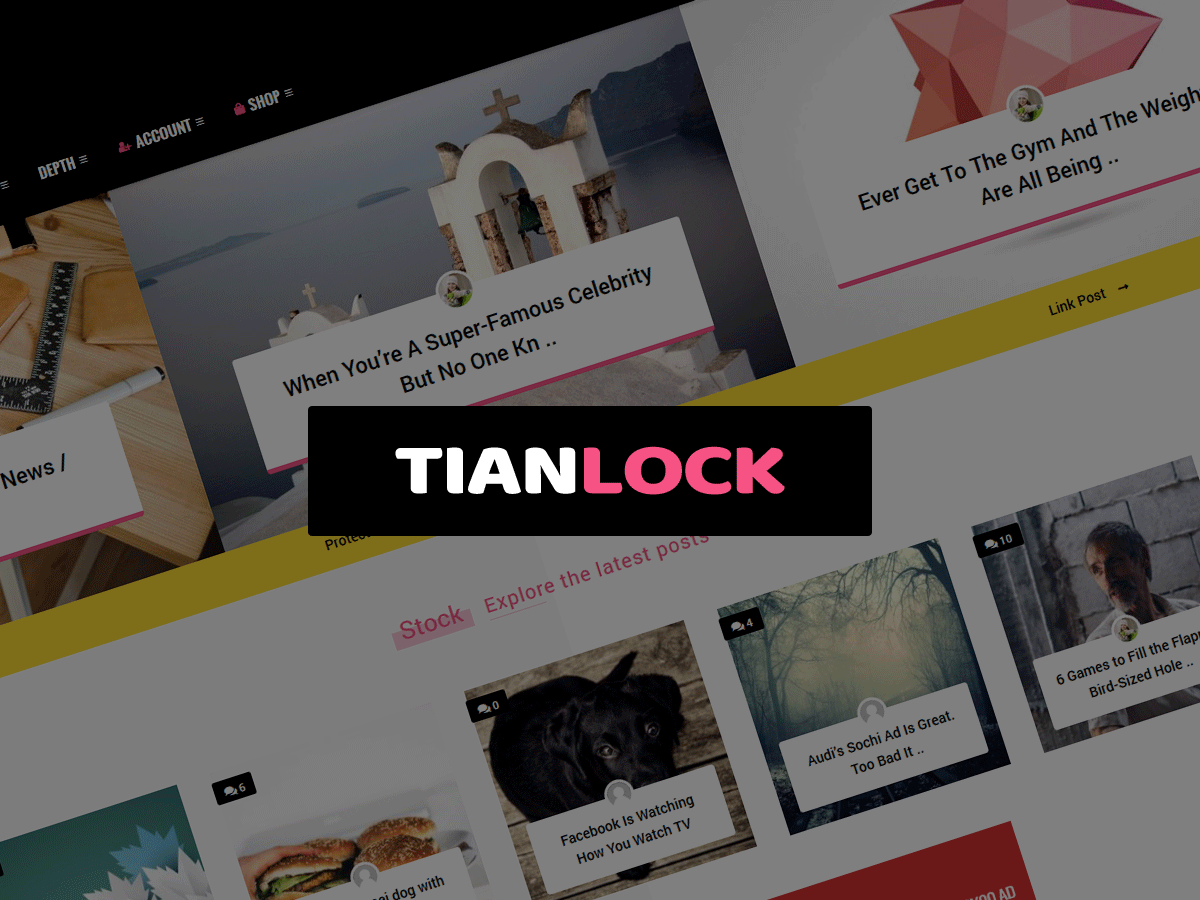 SHOP
ACCOUNT
DEPTH
Ever Get To The Gym And The Weigh
Are All Being ..
When You're A Super-Famous Celebrity
But No One Kn ..
Link Post
News /
TIANLOCK
Stock Explore the latest posts
10
4
0
6
6 Games to Fill the Flapp
Bird-Sized Hole ..
Audi's Sochi Ad Is Great.
Too Bad It ..
Facebook Is Watching
How You Watch TV
dog with
AD